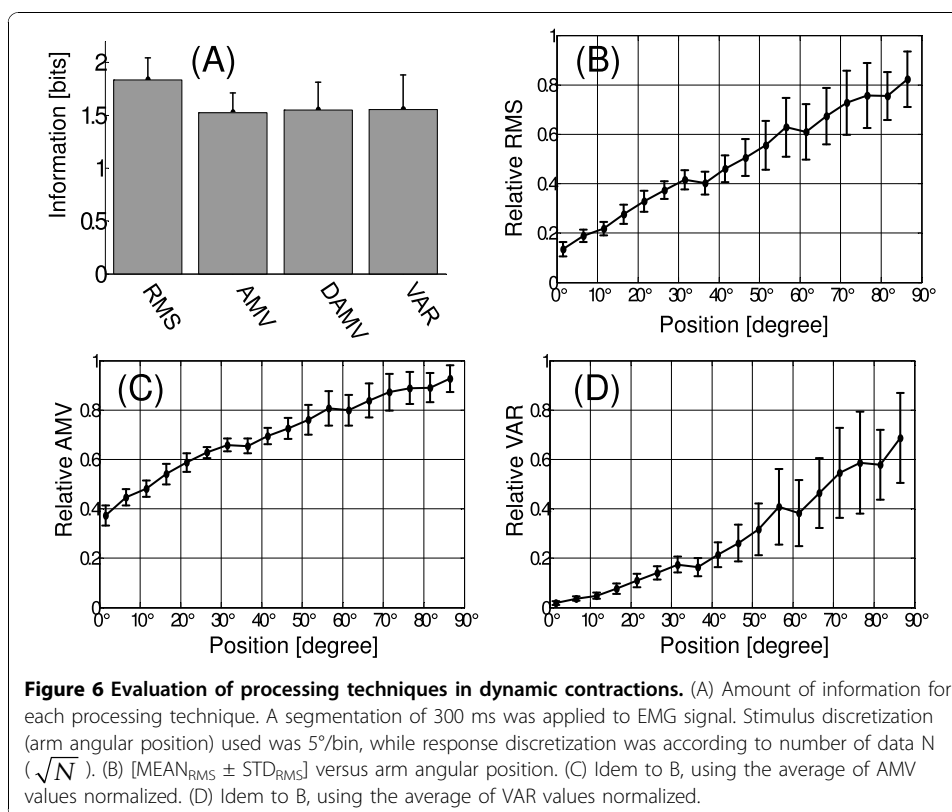 (A)
Information [bits]
2
1.5
1
0.5
0
RMS
AMV
DAMV
VAR
(B)
Relative RMS
1
0.8
0.6
0.4
0.2
0
0° 10° 20° 30° 40° 50° 60° 70° 80° 90°
Position [degree]
(C)
Relative AMV
1
0.8
0.6
0.4
0.2
0
0° 10° 20° 30° 40° 50° 60° 70° 80° 90°
Position [degree]
(D)
Relative VAR
1
0.8
0.6
0.4
0.2
0
0° 10° 20° 30° 40° 50° 60° 70° 80° 90°
Position [degree]
Figure 6 Evaluation of processing techniques in dynamic contractions. (A) Amount of information for
each processing technique. A segmentation of 300 ms was applied to EMG signal. Stimulus discretization
(arm angular position) used was 5°/bin, while response discretization was according to number of data N
(√N ). (B) [MEANRMS ± STDRMS] versus arm angular position. (C) Idem to B, using the average of AMV
values normalized. (D) Idem to B, using the average of VAR values normalized.